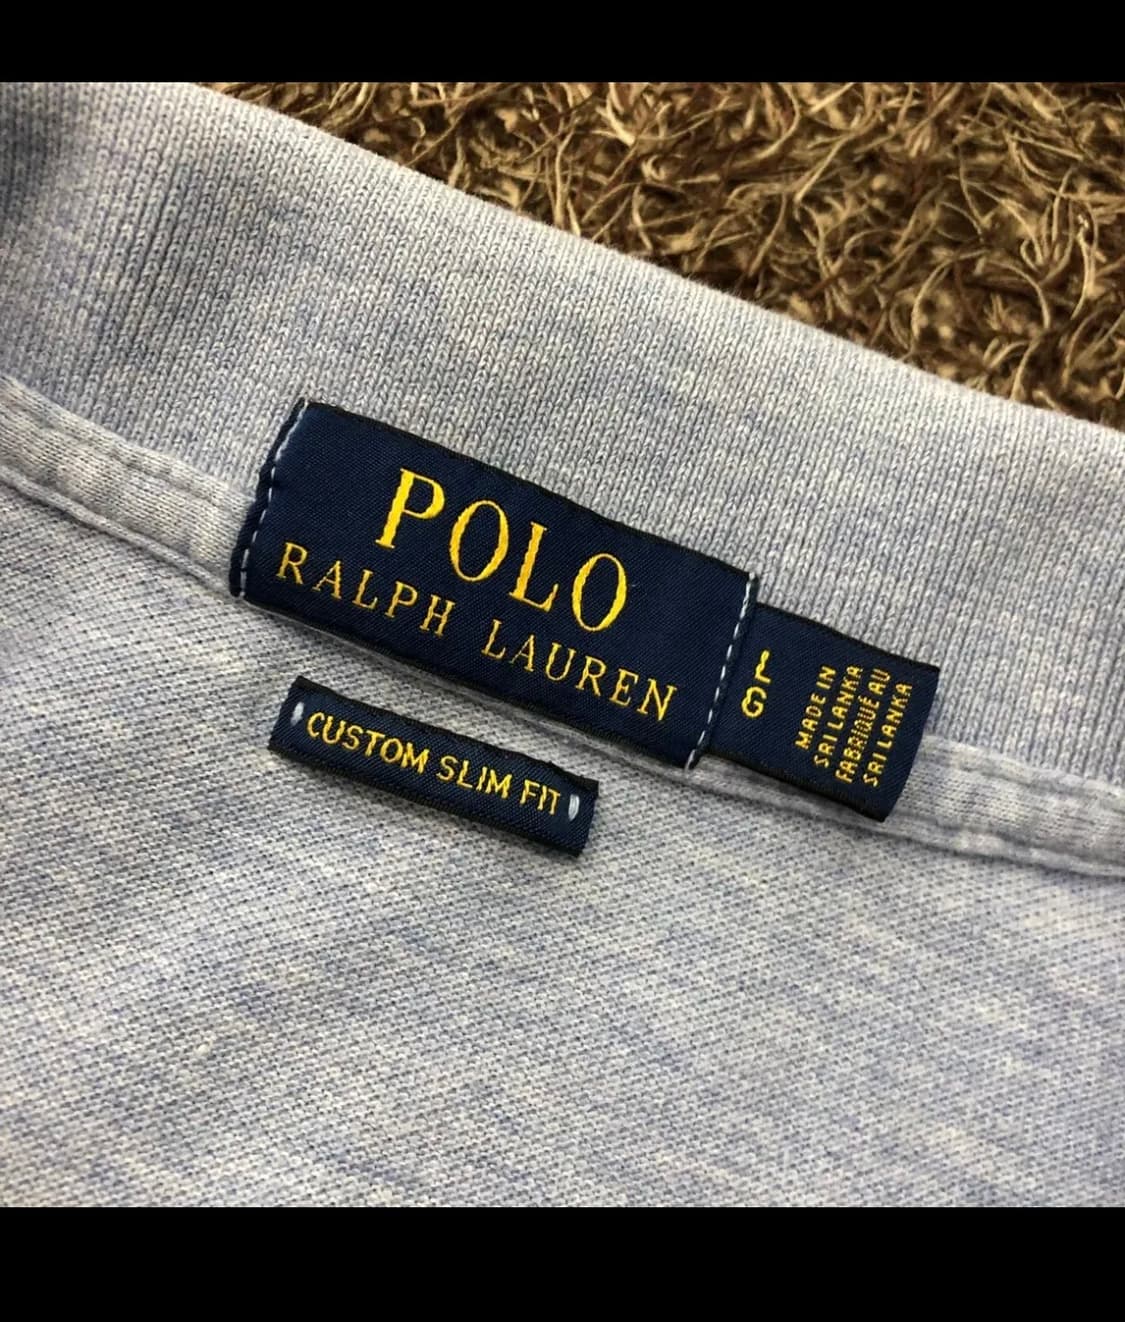 POLO
RALPH LAUREN
L
G
MADE IN
SRI LANKA
FABRIQUÉ AU
SRI LANKA
CUSTOM SLIM FIT